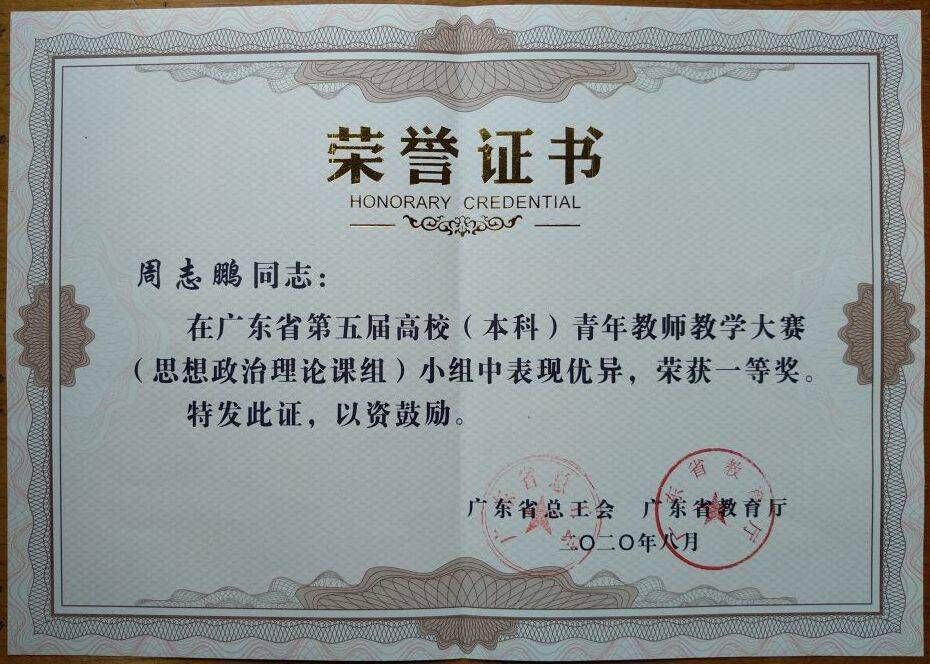 荣誉证书
HONORARY CREDENTIAL
周志鹏同志：
在广东省第五届高校（本科）青年教师教学大赛
（思想政治理论课组）小组中表现优异，荣获一等奖。
特发此证，以资鼓励。
广东省总工会 广东省教育厅
二〇二〇年八月